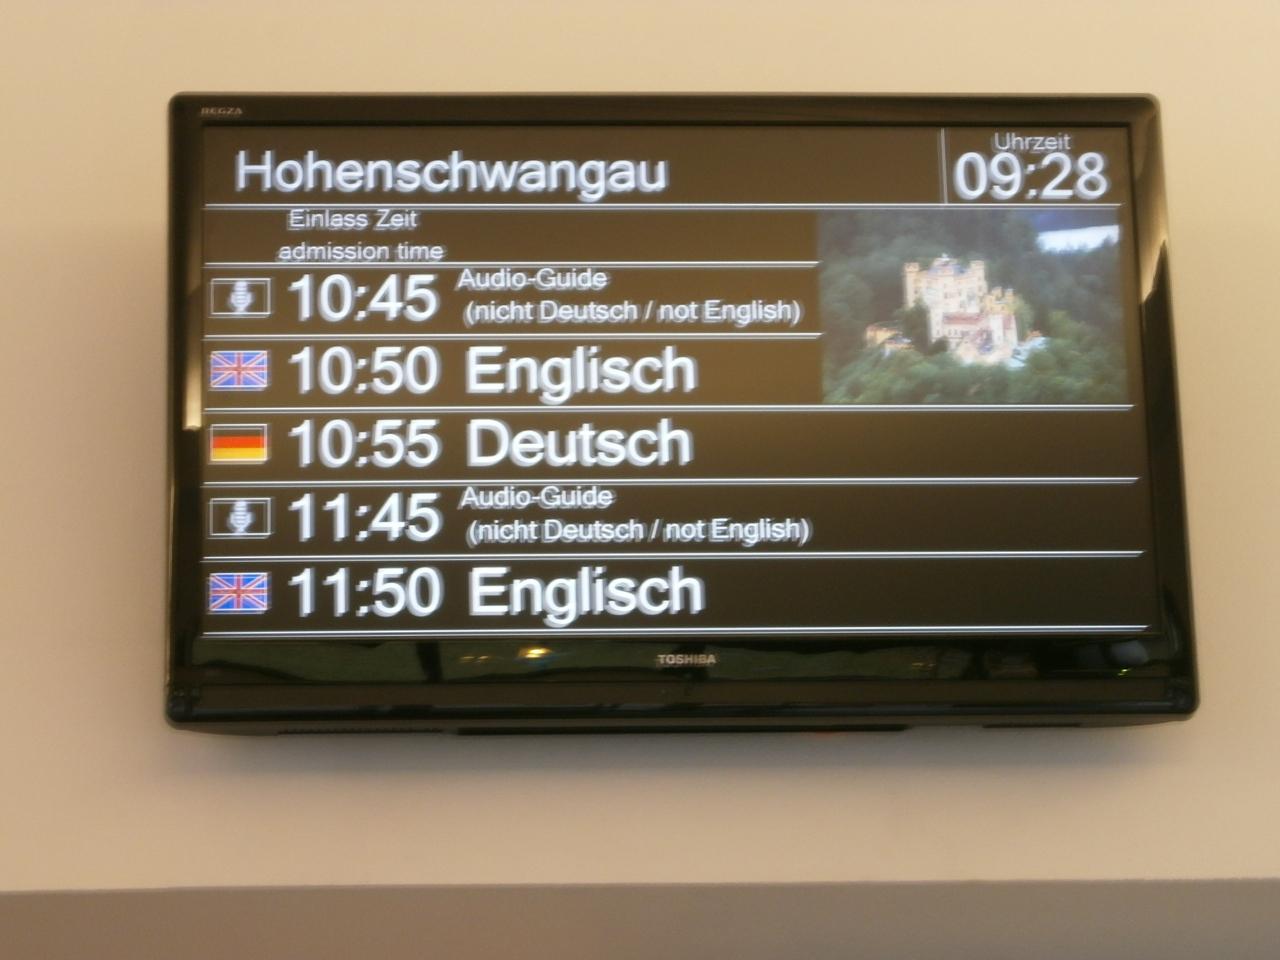 REGZA
Hohenschwangau
Uhrzeit
09:28
Einlass Zeit
admission time
10:45 Audio-Guide
(nicht Deutsch / not English)
10:50 Englisch
10:55 Deutsch
11:45 Audio-Guide
(nicht Deutsch / not English)
11:50 Englisch
TOSHIBA